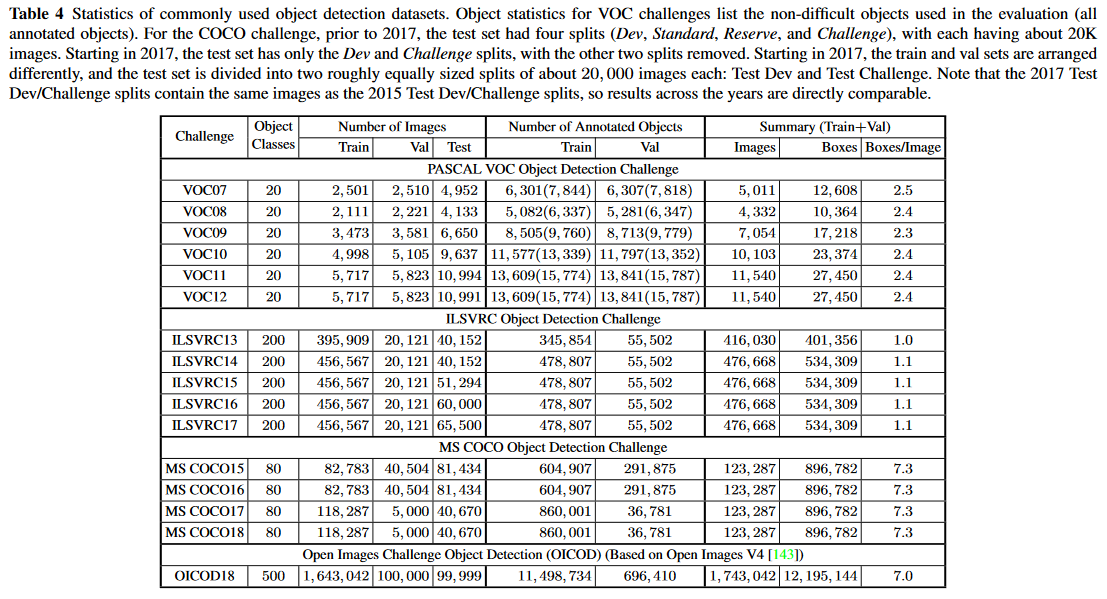 Table 4 Statistics of commonly used object detection datasets. Object statistics for VOC challenges list the non-difficult objects used in the evaluation (all
annotated objects). For the COCO challenge, prior to 2017, the test set had four splits (Dev, Standard, Reserve, and Challenge), with each having about 20K
images. Starting in 2017, the test set has only the Dev and Challenge splits, with the other two splits removed. Starting in 2017, the train and val sets are arranged
differently, and the test set is divided into two roughly equally sized splits of about 20, 000 images each: Test Dev and Test Challenge. Note that the 2017 Test
Dev/Challenge splits contain the same images as the 2015 Test Dev/Challenge splits, so results across the years are directly comparable.
Challenge Object Classes Number of Images Number of Annotated Objects Summary (Train+Val)
Train Val Test Train Val Images Boxes Boxes/Image
PASCAL VOC Object Detection Challenge
VOC07 20 2, 501 2, 510 4, 952 6, 301(7, 844) 6, 307(7, 818) 5, 011 12, 608 2.5
VOC08 20 2, 111 2, 221 4, 133 5, 082(6, 337) 5, 281(6, 347) 4, 332 10, 364 2.4
VOC09 20 3, 473 3, 581 6, 650 8, 505(9, 760) 8, 713(9, 779) 7, 054 17, 218 2.3
VOC10 20 4, 998 5, 105 9, 637 11, 577(13, 339) 11, 797(13, 352) 10, 103 23, 374 2.4
VOC11 20 5, 717 5, 823 10, 994 13, 609(15, 774) 13, 841(15, 787) 11, 540 27, 450 2.4
VOC12 20 5, 717 5, 823 10, 991 13, 609(15, 774) 13, 841(15, 787) 11, 540 27, 450 2.4
ILSVRC Object Detection Challenge
ILSVRC13 200 395, 909 20, 121 40, 152 345, 854 55, 502 416, 030 401, 356 1.0
ILSVRC14 200 456, 567 20, 121 40, 152 478, 807 55, 502 476, 668 534, 309 1.1
ILSVRC15 200 456, 567 20, 121 51, 294 478, 807 55, 502 476, 668 534, 309 1.1
ILSVRC16 200 456, 567 20, 121 60, 000 478, 807 55, 502 476, 668 534, 309 1.1
ILSVRC17 200 456, 567 20, 121 65, 500 478, 807 55, 502 476, 668 534, 309 1.1
MS COCO Object Detection Challenge
MS COCO15 80 82, 783 40, 504 81, 434 604, 907 291, 875 123, 287 896, 782 7.3
MS COCO16 80 82, 783 40, 504 81, 434 604, 907 291, 875 123, 287 896, 782 7.3
MS COCO17 80 118, 287 5, 000 40, 670 860, 001 36, 781 123, 287 896, 782 7.3
MS COCO18 80 118, 287 5, 000 40, 670 860, 001 36, 781 123, 287 896, 782 7.3
Open Images Challenge Object Detection (OICOD) (Based on Open Images V4 [143])
OICOD18 500 1, 643, 042 100, 000 99, 999 11, 498, 734 696, 410 1, 743, 042 12, 195, 144 7.0